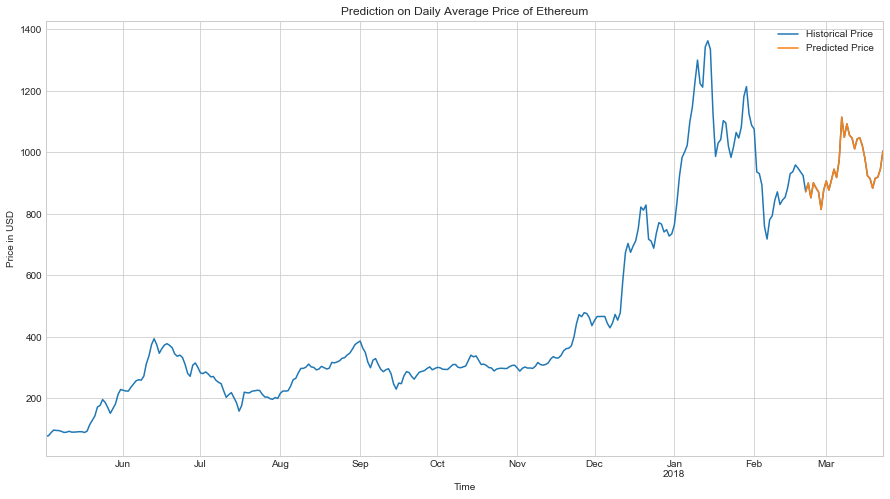 Prediction on Daily Average Price of Ethereum
Historical Price
Predicted Price
Price in USD
1400
1200
1000
800
600
400
200
Jun Jul Aug Sep Oct Nov Dec Jan Feb Mar
2018
Time